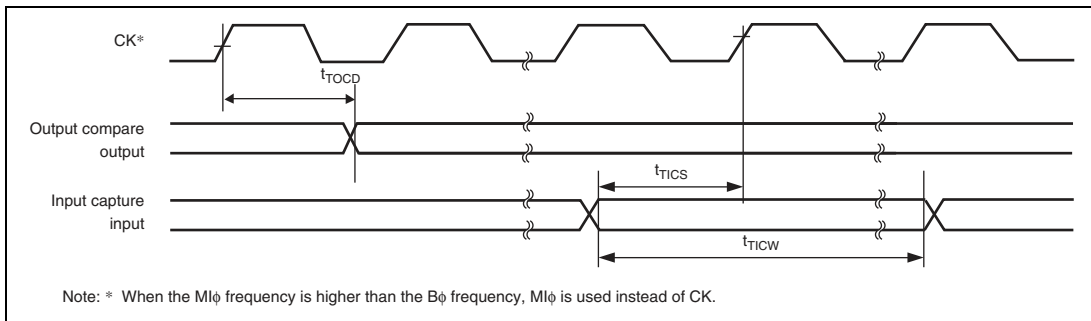 CK*
tTOCD
Output compare
output
tTICS
Input capture
input
tTICW
Note: * When the MIϕ frequency is higher than the Bϕ frequency, MIϕ is used instead of CK.